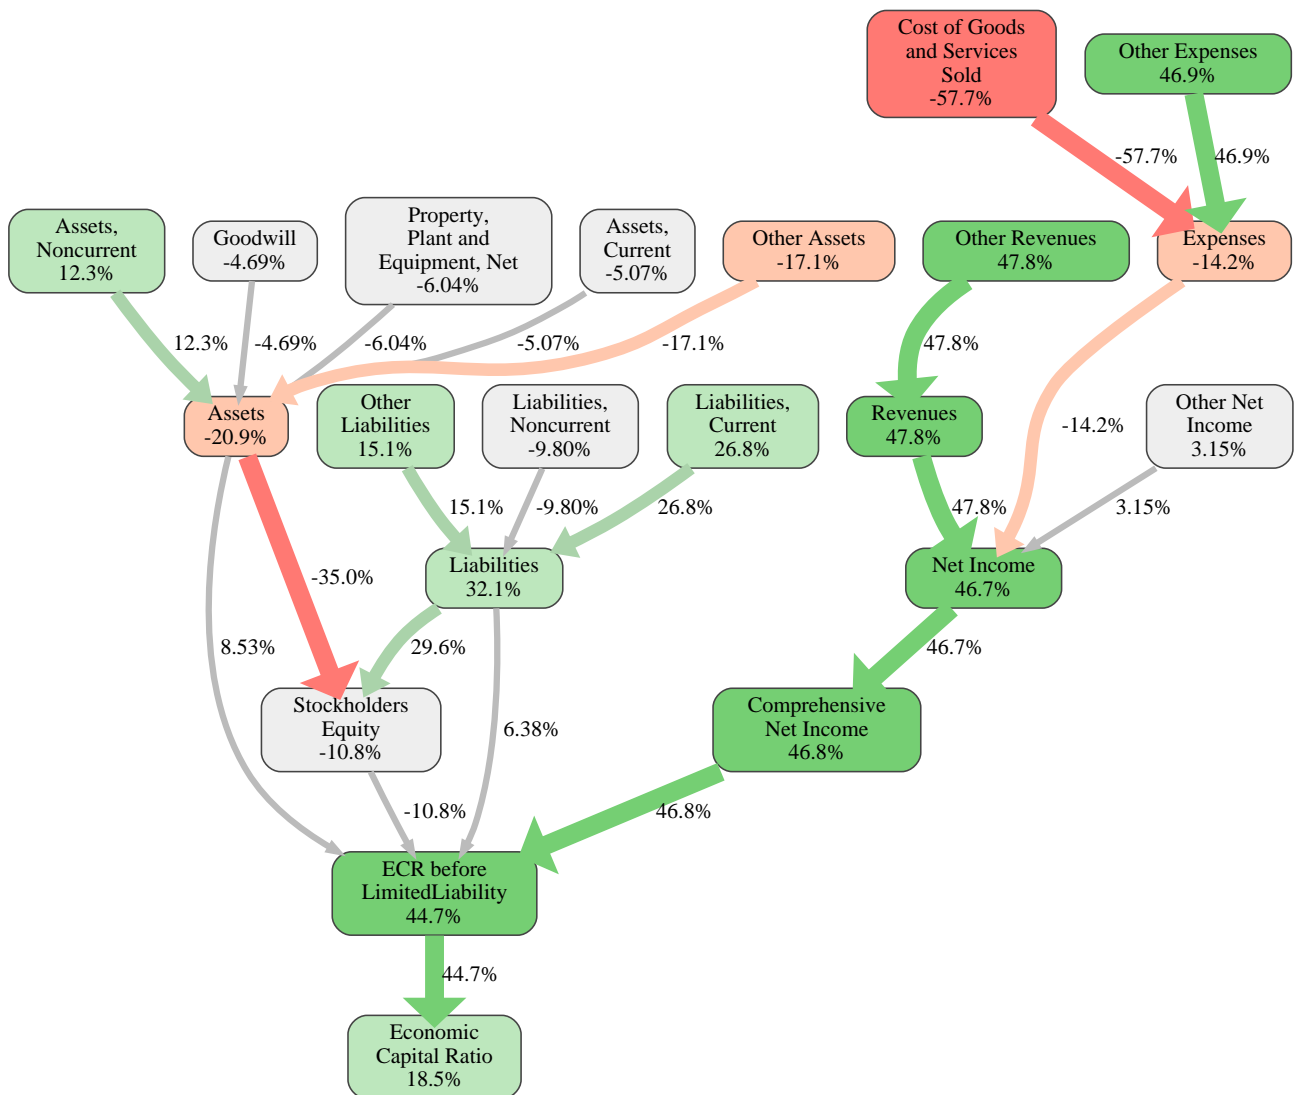 Cost of Goods
and Services
Sold
-57.7%
Other Expenses
46.9%
-57.7%
46.9%
Assets,
Noncurrent
12.3%
Goodwill
-4.69%
Property,
Plant and
Equipment, Net
-6.04%
Assets,
Current
-5.07%
Other Assets
-17.1%
Other Revenues
47.8%
Expenses
-14.2%
12.3%
-4.69%
-6.04%
-5.07%
-17.1%
47.8%
Assets
-20.9%
Other
Liabilities
15.1%
Liabilities,
Noncurrent
-9.80%
Liabilities,
Current
26.8%
Revenues
47.8%
-14.2%
Other Net
Income
3.15%
15.1%
-9.80%
26.8%
47.8%
3.15%
-35.0%
Liabilities
32.1%
Net Income
46.7%
8.53%
29.6%
46.7%
Stockholders
Equity
-10.8%
6.38%
Comprehensive
Net Income
46.8%
-10.8%
46.8%
ECR before
LimitedLiability
44.7%
44.7%
Economic
Capital Ratio
18.5%